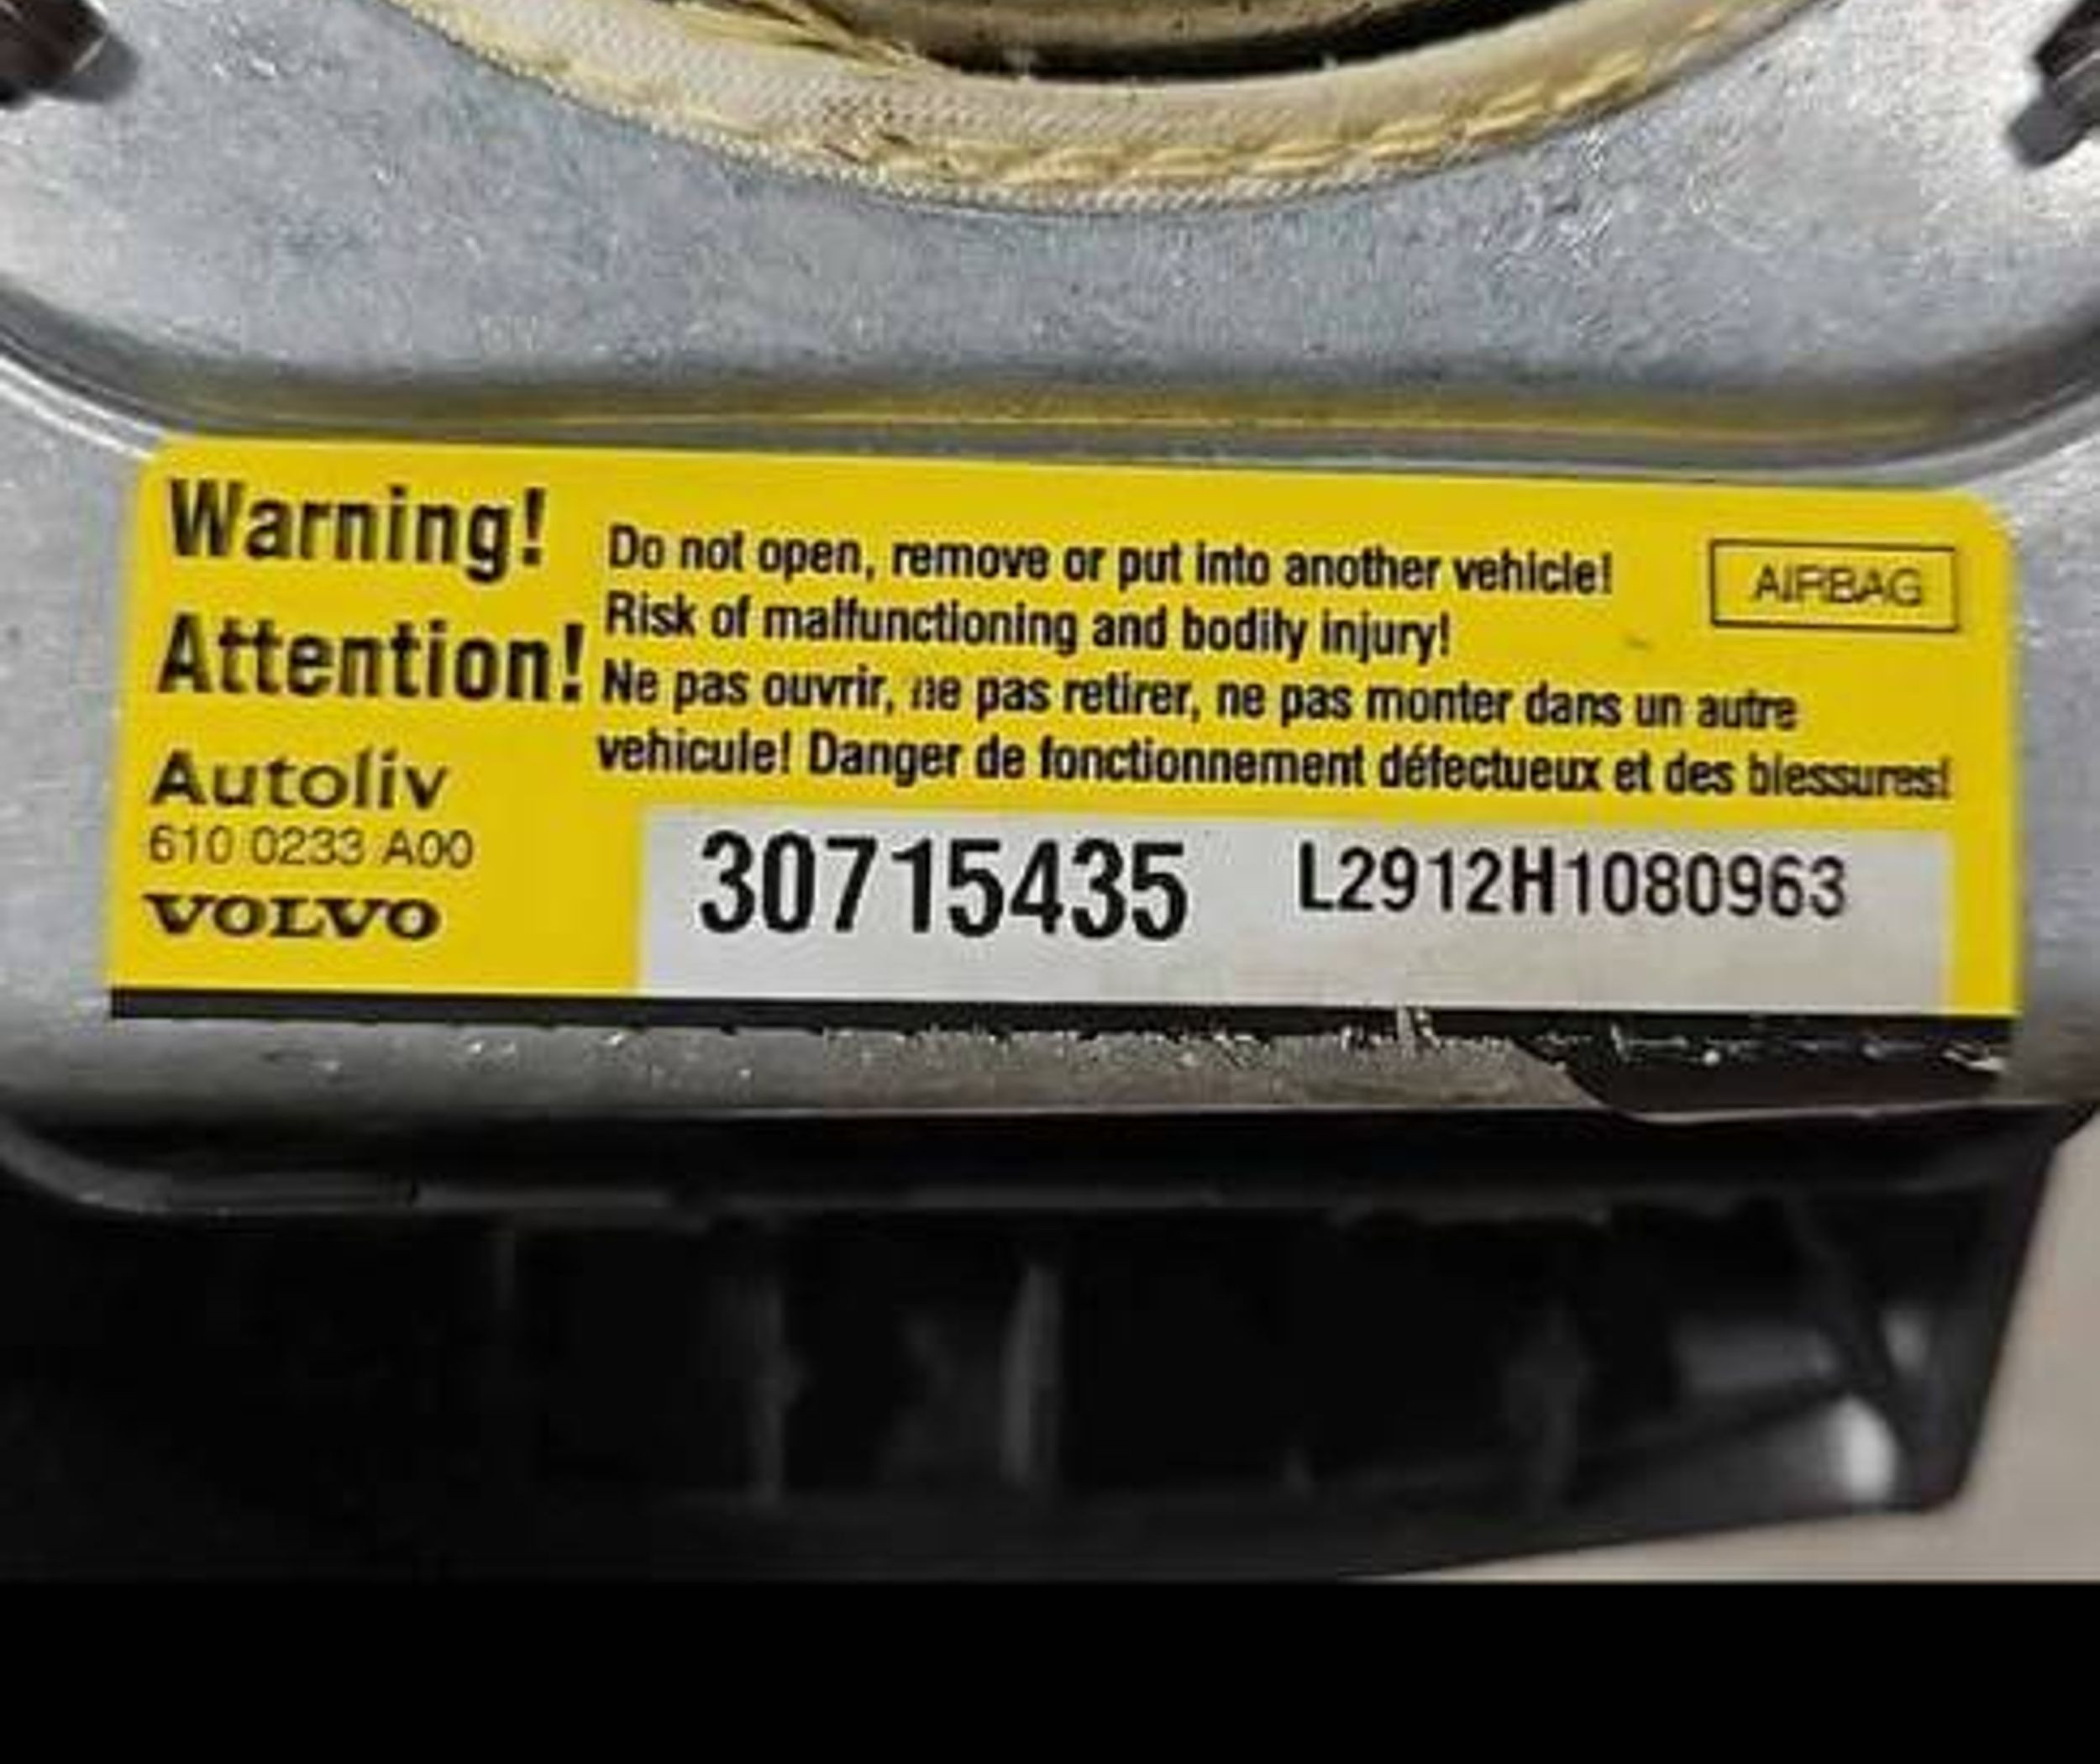 Warning!
Attention!
Do not open, remove or put into another vehicle!
Risk of malfunctioning and bodily injury!
Ne pas ouvrir, ne pas retirer, ne pas monter dans un autre
vehicule! Danger de fonctionnement défectueux et des blessures!
AIRBAG
Autoliv
610 0233 A00
VOLVO
30715435
L2912H1080963